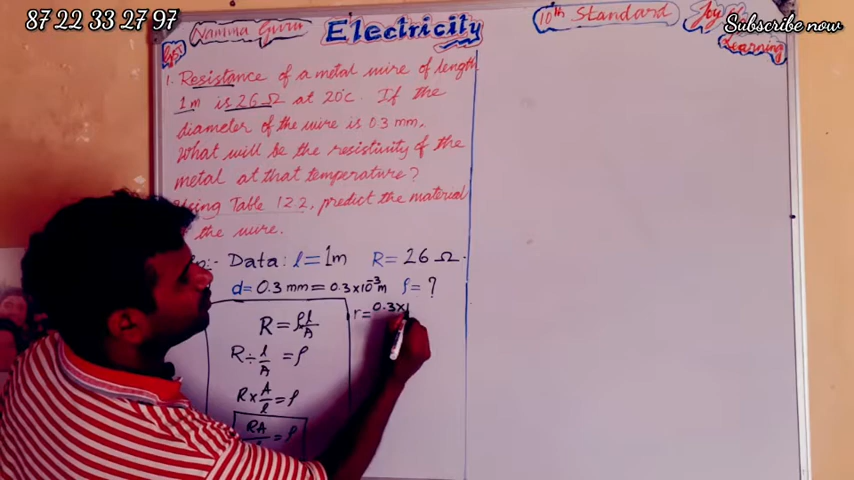 87 22 33 27 97
Subscribe now
Namma Guru
Electricity
10th Standard
Joy of
Learning
1. Resistance of a metal wire of length
1m is 26 Ω at 20°C. If the
diameter of the wire is 0.3 mm.
What will be the resistivity of the
metal at that temperature?
Using Table 12.2, predict the material
the wire.
Data: l = 1m R = 26 Ω.
d = 0.3 mm = 0.3×10⁻³m ρ = ?
r = 0.3×1
R = ρl/A
R ÷ l/A = ρ
R × A/l = ρ
RA/l = ρ